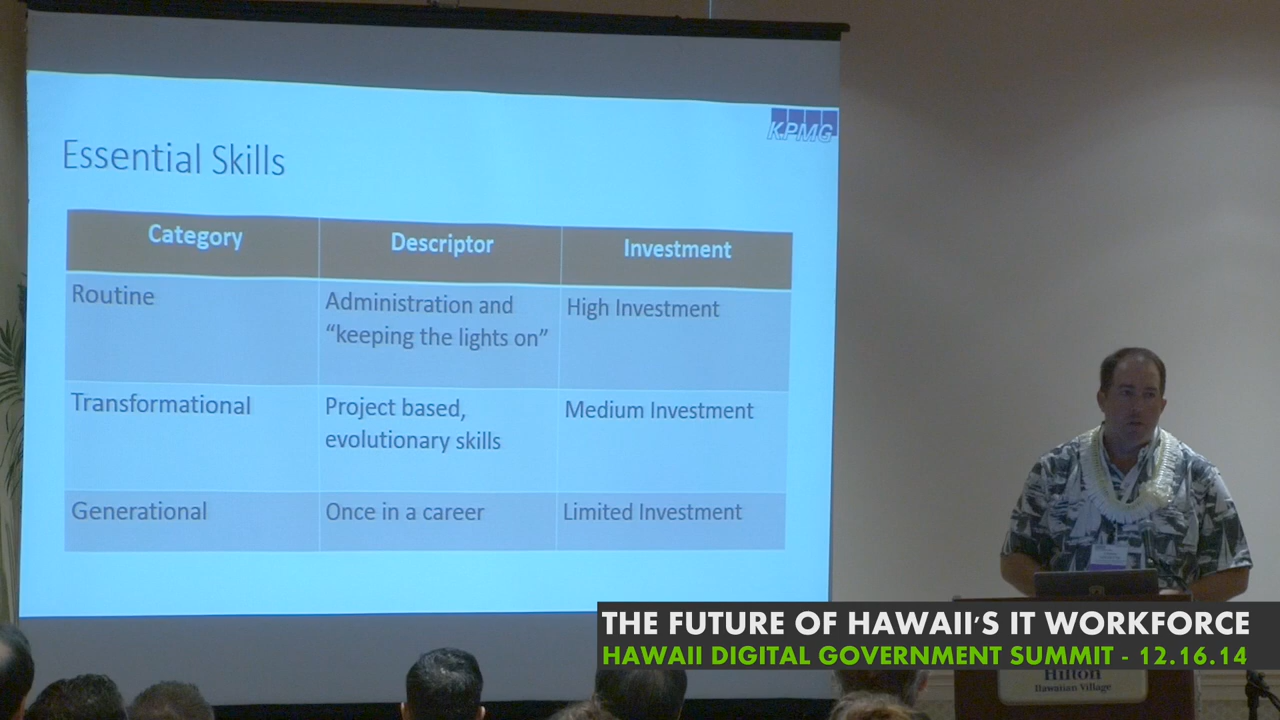 KPMG
Essential Skills
Category Descriptor Investment
Routine Administration and High Investment
“keeping the lights on”
Transformational Project based, Medium Investment
evolutionary skills
Generational Once in a career Limited Investment
THE FUTURE OF HAWAII'S IT WORKFORCE
HAWAII DIGITAL GOVERNMENT SUMMIT - 12.16.14
Hilton
Hawaiian Village